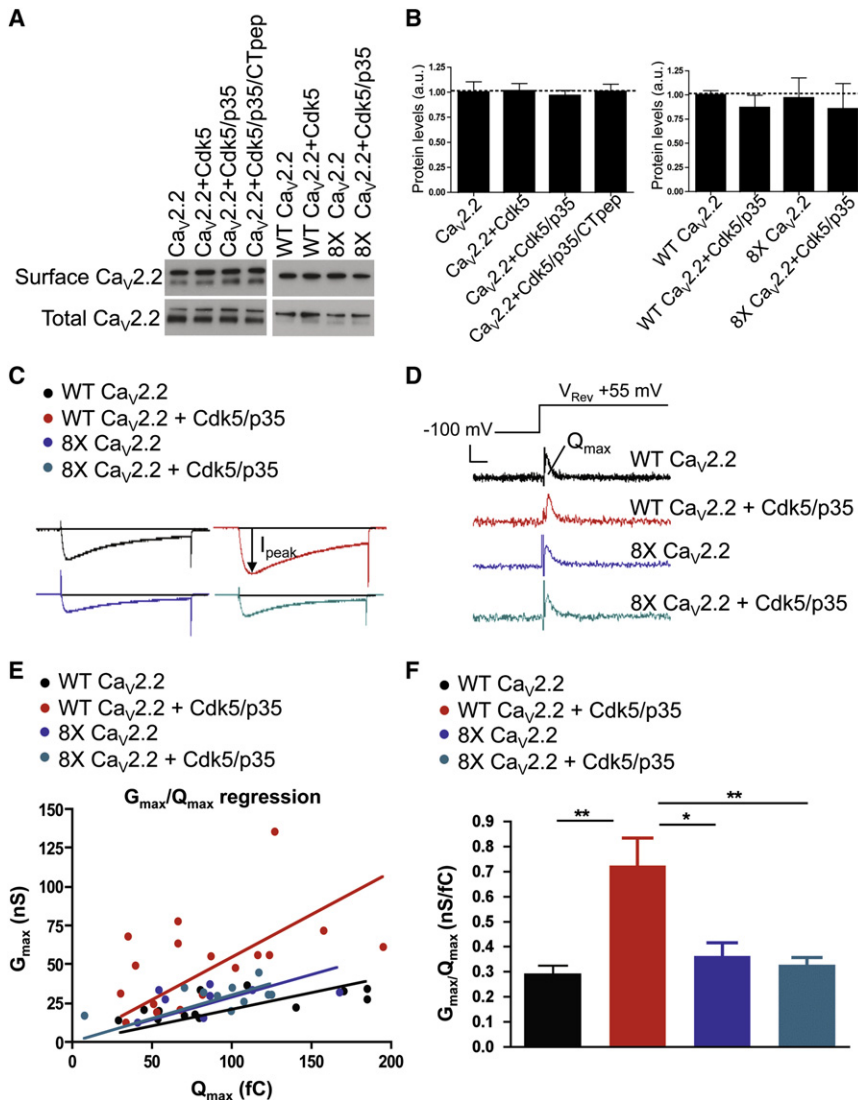 A
CaV2.2
CaV2.2+Cdk5
CaV2.2+Cdk5/p35
CaV2.2+Cdk5/p35/CTpep
WT CaV2.2
WT CaV2.2+Cdk5
8X CaV2.2
8X CaV2.2+Cdk5/p35
Surface CaV2.2
Total CaV2.2
B
Protein levels (a.u.)
1.25
1.00
0.75
0.50
0.25
0.00
CaV2.2
CaV2.2+Cdk5
CaV2.2+Cdk5/p35
CaV2.2+Cdk5/p35/CTpep
Protein levels (a.u.)
1.25
1.00
0.75
0.50
0.25
0.00
WT CaV2.2
WT CaV2.2+Cdk5/p35
8X CaV2.2
8X CaV2.2+Cdk5/p35
C
WT CaV2.2
WT CaV2.2 + Cdk5/p35
8X CaV2.2
8X CaV2.2 + Cdk5/p35
Ipeak
D
VRev +55 mV
-100 mV
Qmax
WT CaV2.2
WT CaV2.2 + Cdk5/p35
8X CaV2.2
8X CaV2.2 + Cdk5/p35
E
WT CaV2.2
WT CaV2.2 + Cdk5/p35
8X CaV2.2
8X CaV2.2 + Cdk5/p35
Gmax/Qmax regression
Gmax (nS)
150
125
100
75
50
25
0
0 50 100 150 200
Qmax (fC)
F
WT CaV2.2
WT CaV2.2 + Cdk5/p35
8X CaV2.2
8X CaV2.2 + Cdk5/p35
Gmax/Qmax (nS/fC)
0.9
0.8
0.7
0.6
0.5
0.4
0.3
0.2
0.1
0.0
**
*
**